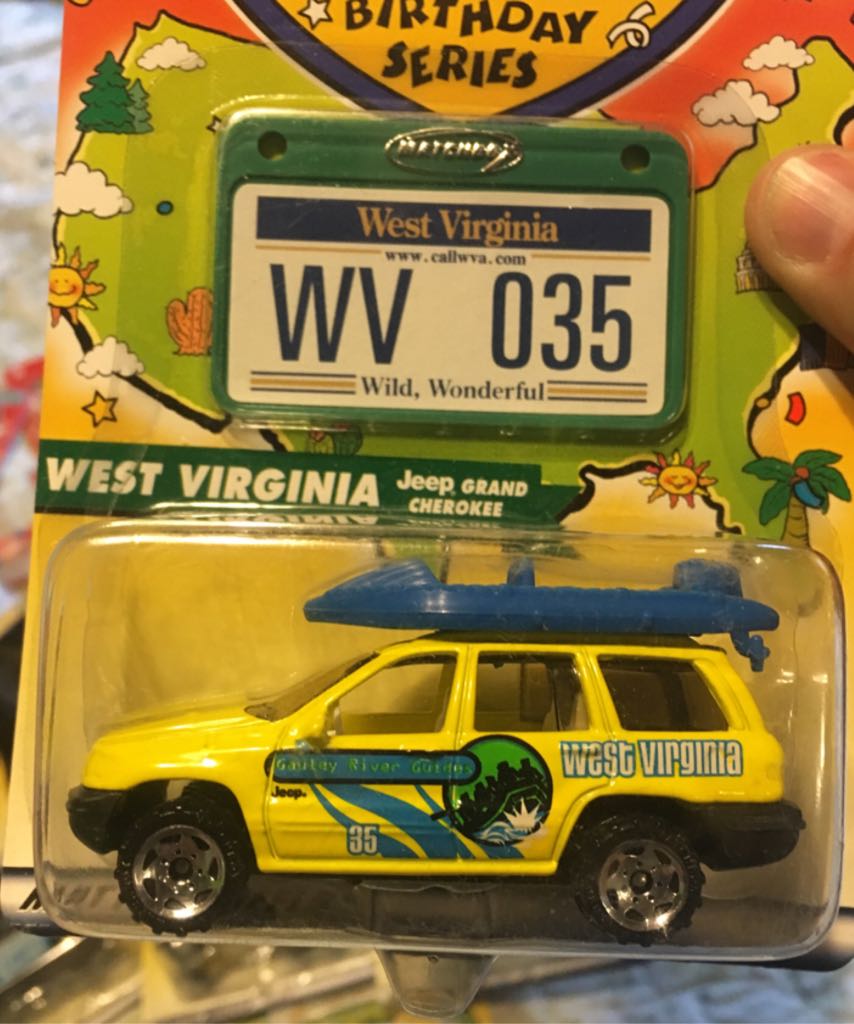 BIRTHDAY
SERIES
MATCHBOX
West Virginia
www.callwva.com
WV 035
Wild, Wonderful
WEST VIRGINIA Jeep GRAND
CHEROKEE
Gauley River Guides
west virginia
Jeep
35